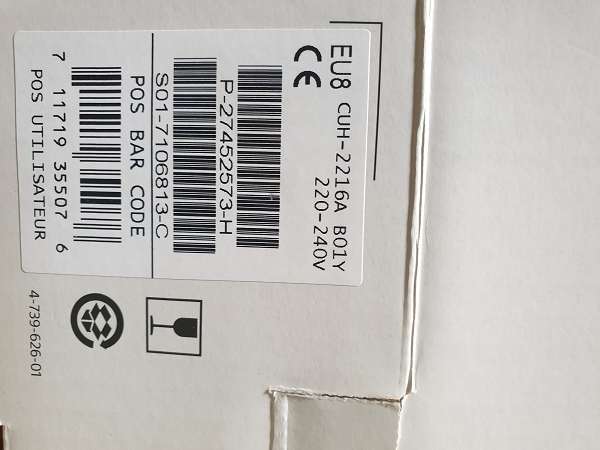 EU8 CUH-2216A B01Y
CE 220-240V
P-27452573-H
S01-7106813-C
POS BAR CODE
7 11719 35507 6
POS UTILISATEUR
4-739-626-01